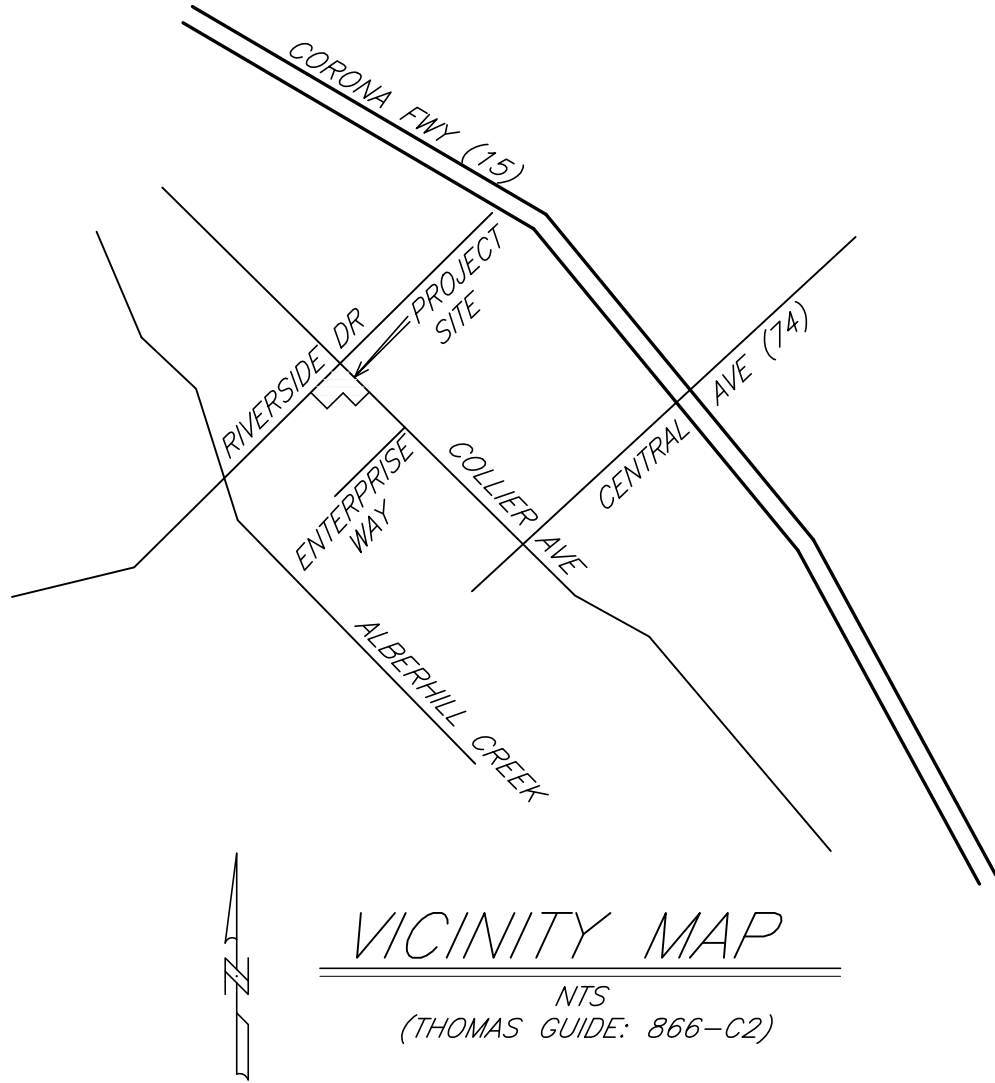 CORONA FWY (15)
PROJECT
SITE
RIVERSIDE DR
AVE (74)
CENTRAL
COLLIER
AVE
ENTERPRISE
WAY
ALBERHILL CREEK
N
VICINITY MAP
NTS
(THOMAS GUIDE: 866-C2)